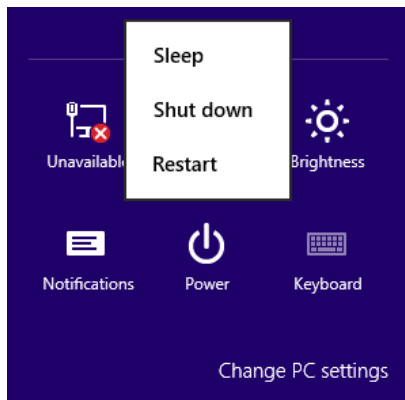 Sleep
Shut down
Restart
Unavailabl
Brightness
Notifications
Power
Keyboard
Change PC settings